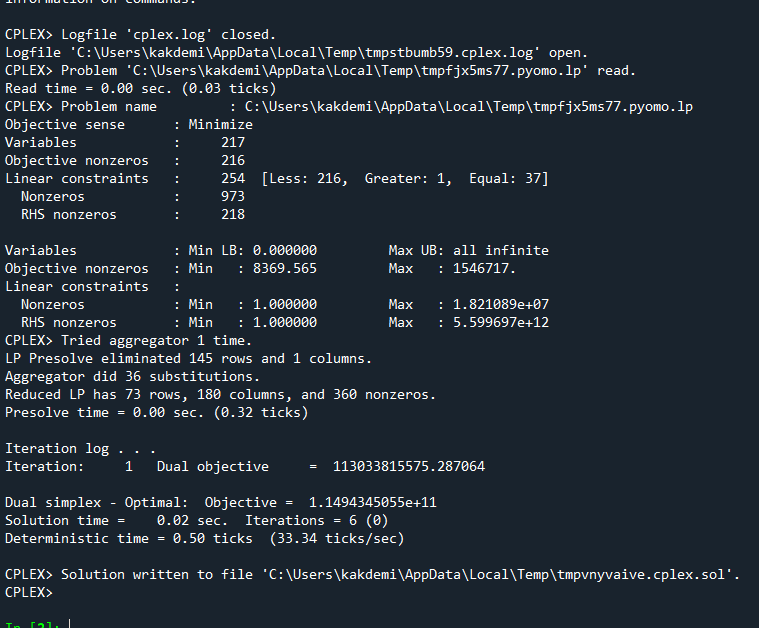 information on commands.
CPLEX> Logfile 'cplex.log' closed.
Logfile 'C:\Users\kakdemi\AppData\Local\Temp\tmpstbumb59.cplex.log' open.
CPLEX> Problem 'C:\Users\kakdemi\AppData\Local\Temp\tmpfjx5ms77.pyomo.lp' read.
Read time = 0.00 sec. (0.03 ticks)
CPLEX> Problem name         : C:\Users\kakdemi\AppData\Local\Temp\tmpfjx5ms77.pyomo.lp
Objective sense      : Minimize
Variables            :     217
Objective nonzeros   :     216
Linear constraints   :     254  [Less: 216,  Greater: 1,  Equal: 37]
  Nonzeros           :     973
  RHS nonzeros       :     218
Variables            : Min LB: 0.000000         Max UB: all infinite
Objective nonzeros   : Min   : 8369.565         Max   : 1546717.
Linear constraints   :
  Nonzeros           : Min   : 1.000000         Max   : 1.821089e+07
  RHS nonzeros       : Min   : 1.000000         Max   : 5.599697e+12
CPLEX> Tried aggregator 1 time.
LP Presolve eliminated 145 rows and 1 columns.
Aggregator did 36 substitutions.
Reduced LP has 73 rows, 180 columns, and 360 nonzeros.
Presolve time = 0.00 sec. (0.32 ticks)
Iteration log . . .
Iteration:     1   Dual objective     =  113033815575.287064
Dual simplex - Optimal:  Objective =  1.1494345055e+11
Solution time =    0.02 sec.  Iterations = 6 (0)
Deterministic time = 0.50 ticks  (33.34 ticks/sec)
CPLEX> Solution written to file 'C:\Users\kakdemi\AppData\Local\Temp\tmpvnyvaive.cplex.sol'.
CPLEX>
In [2]: